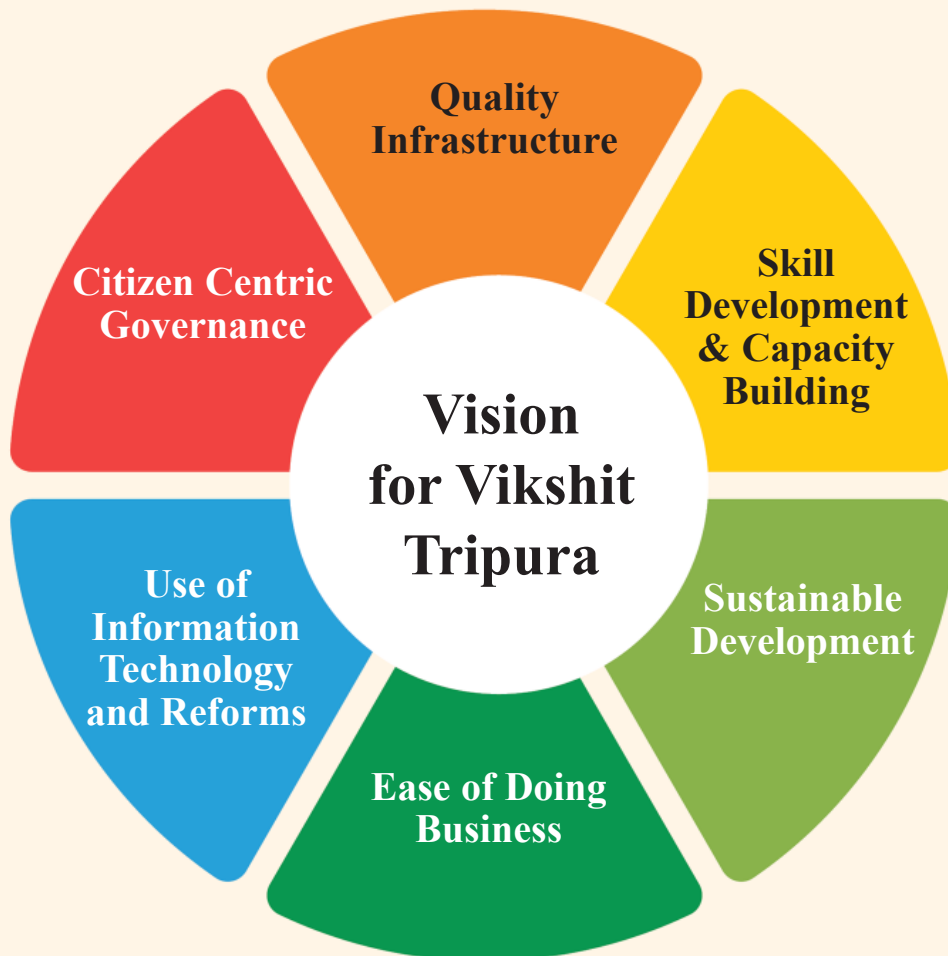 Quality
Infrastructure
Skill
Development
& Capacity
Building
Sustainable
Development
Ease of Doing
Business
Use of
Information
Technology
and Reforms
Citizen Centric
Governance
Vision
for Vikshit
Tripura